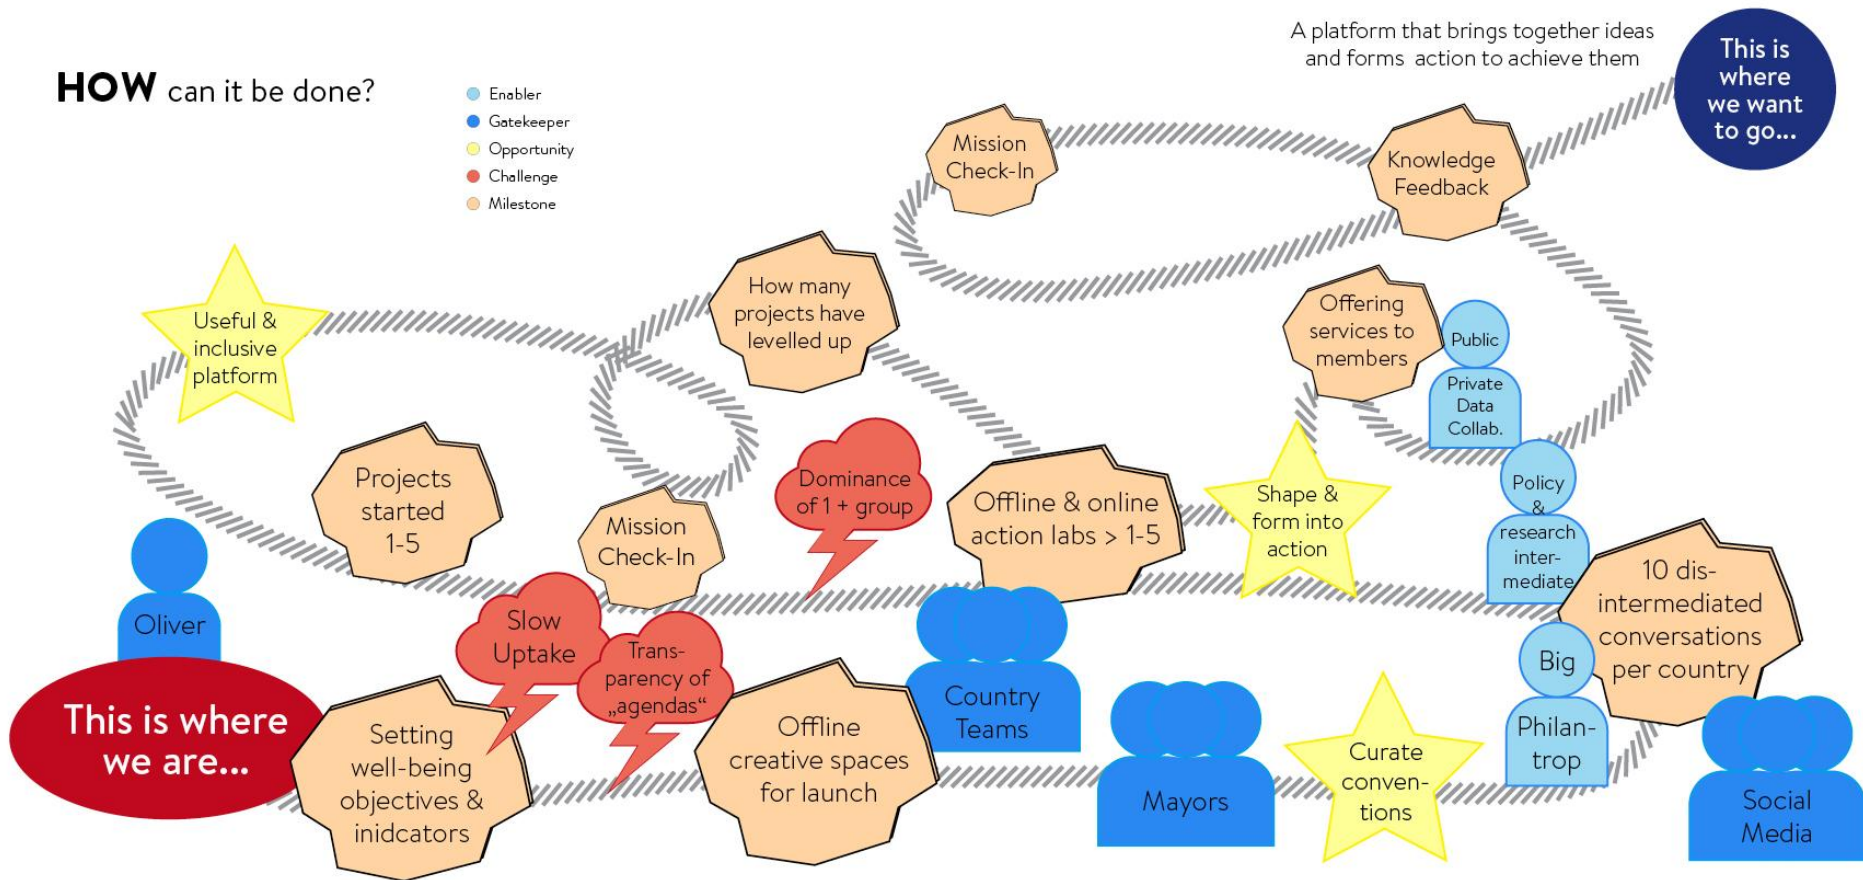 HOW can it be done?
Enabler
Gatekeeper
Opportunity
Challenge
Milestone
A platform that brings together ideas
and forms action to achieve them
This is
where
we want
to go...
Mission
Check-In
Knowledge
Feedback
Useful &
inclusive
platform
How many
projects have
levelled up
Offering
services to
members
Public
Private
Data
Collab.
Projects
started
1-5
Mission
Check-In
Dominance
of 1 + group
Offline & online
action labs > 1-5
Shape &
form into
action
Policy
&
research
inter-
mediate
10 dis-
intermediated
conversations
per country
Oliver
This is where
we are...
Setting
well-being
objectives &
inidcators
Slow
Uptake
Trans-
parency of
„agendas“
Offline
creative spaces
for launch
Country
Teams
Mayors
Curate
conven-
tions
Big
Philan-
trop
Social
Media